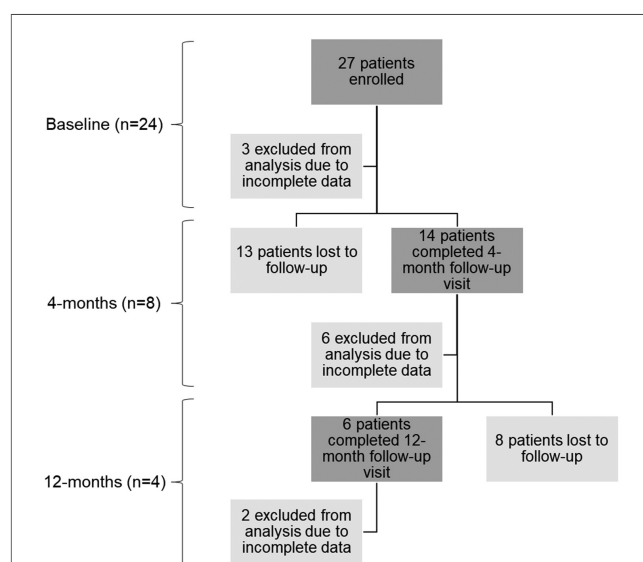 27 patients
enrolled
Baseline (n=24)
3 excluded from
analysis due to
incomplete data
13 patients lost to
follow-up
14 patients
completed 4-
month follow-up
visit
4-months (n=8)
6 excluded from
analysis due to
incomplete data
6 patients
completed 12-
month follow-up
visit
8 patients lost to
follow-up
12-months (n=4)
2 excluded from
analysis due to
incomplete data